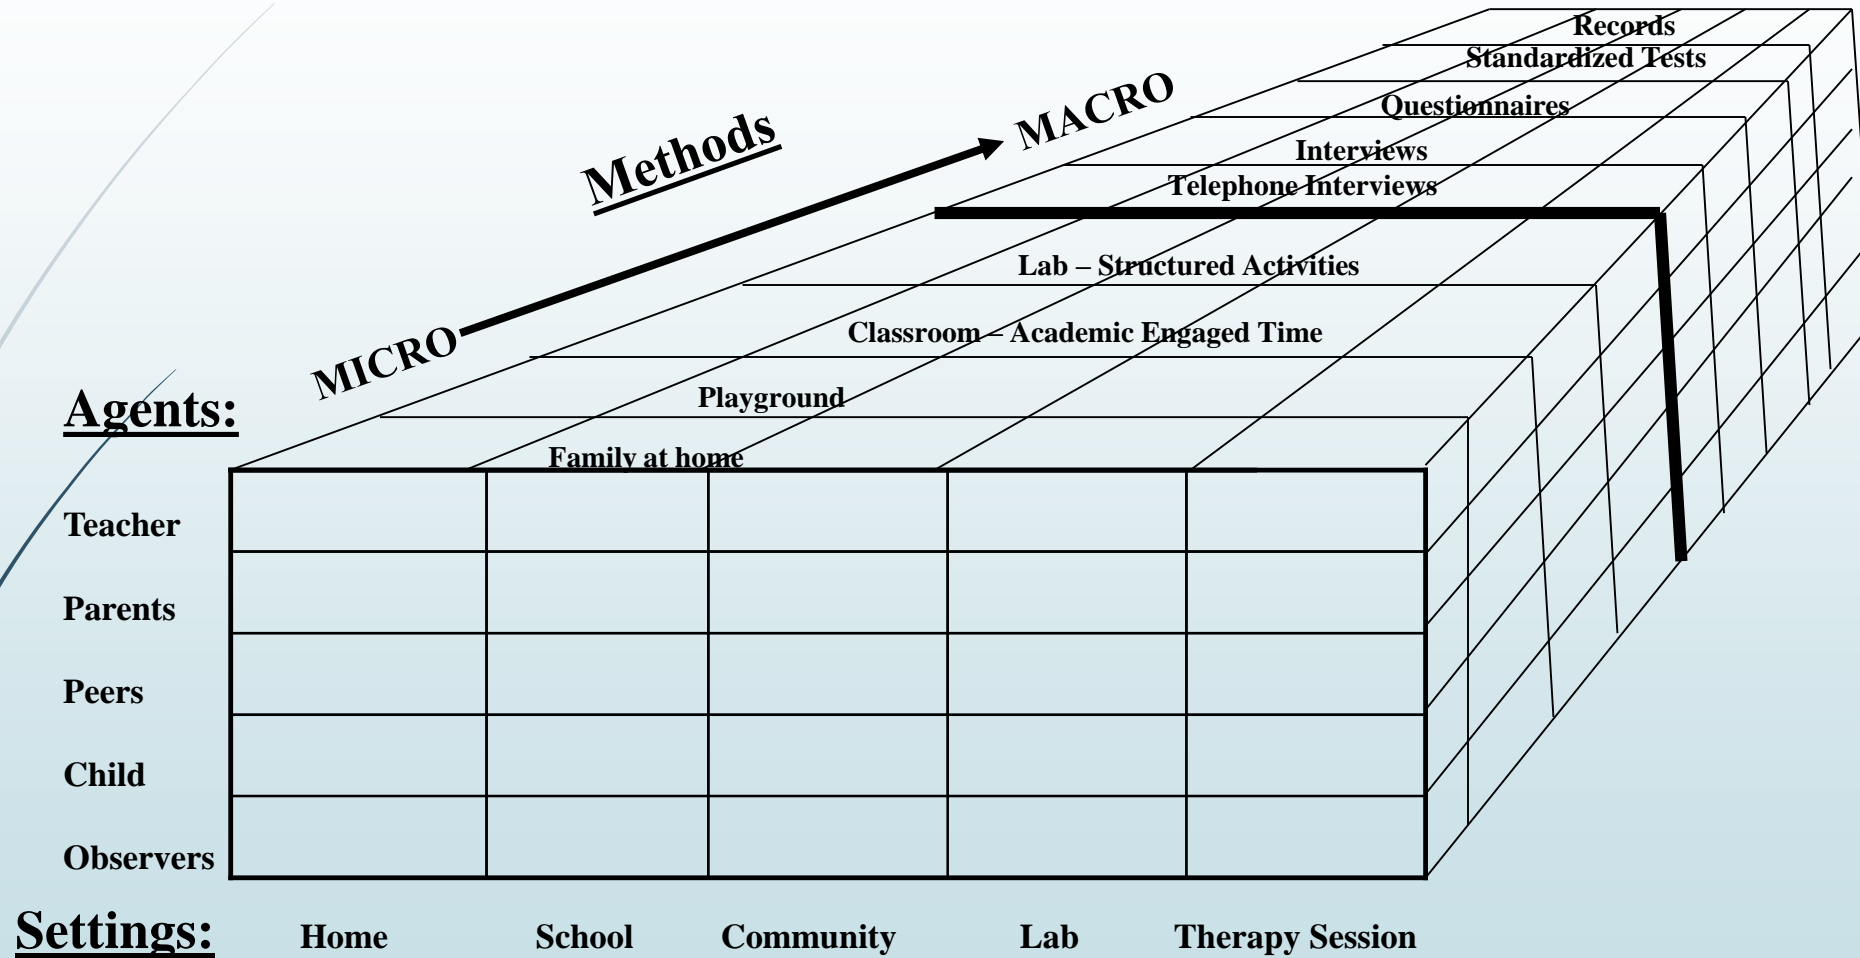 Records
Standardized Tests
Questionnaires
Interviews
Telephone Interviews
Lab – Structured Activities
Classroom – Academic Engaged Time
Playground
Family at home
Methods
MACRO
MICRO
Agents:
Teacher
Parents
Peers
Child
Observers
Settings: Home School Community Lab Therapy Session